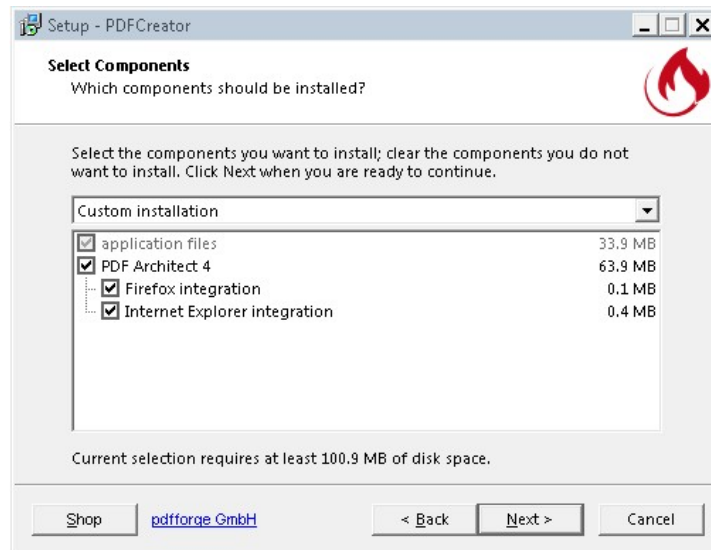 Setup - PDFCreator
Select Components
Which components should be installed?
Select the components you want to install; clear the components you do not
want to install. Click Next when you are ready to continue.
Custom installation
application files 33.9 MB
PDF Architect 4 63.9 MB
Firefox integration 0.1 MB
Internet Explorer integration 0.4 MB
Current selection requires at least 100.9 MB of disk space.
Shop pdfforge GmbH < Back Next > Cancel